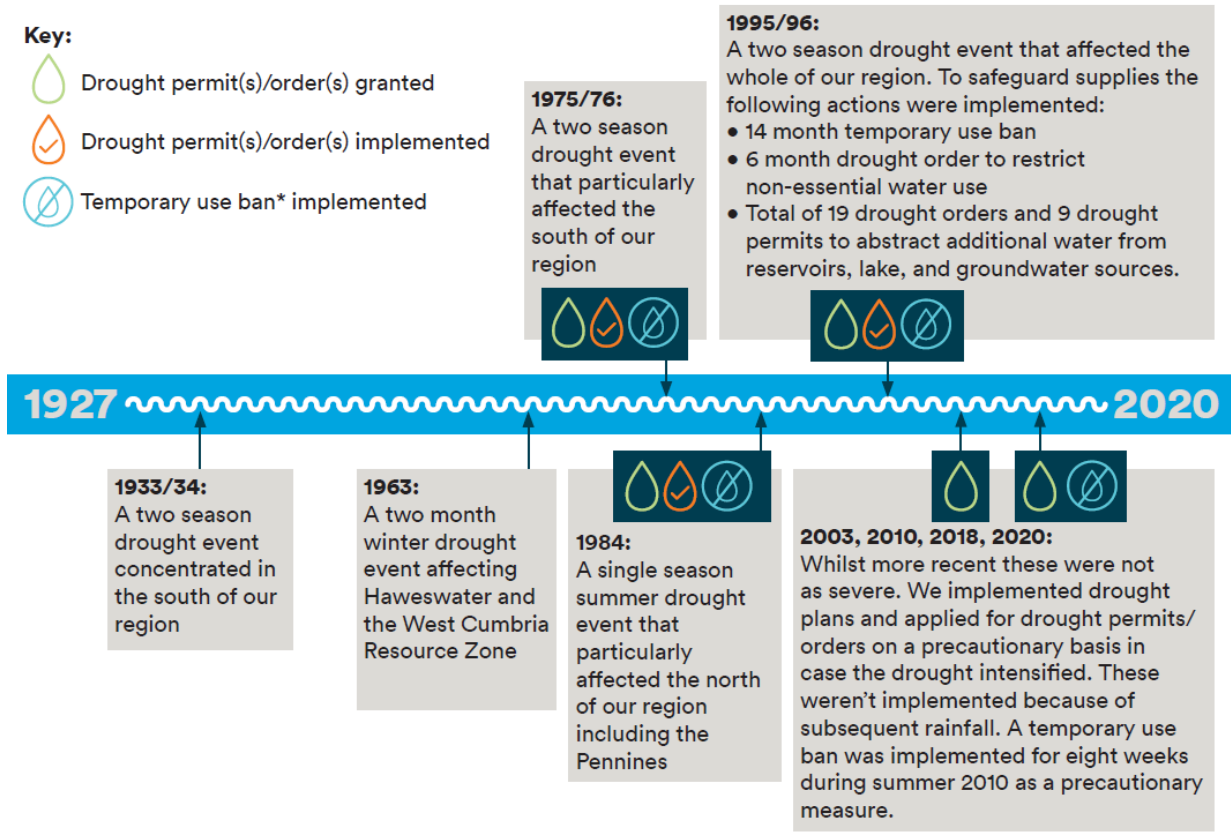 Key:
Drought permit(s)/order(s) granted
Drought permit(s)/order(s) implemented
Temporary use ban* implemented
1975/76:
A two season
drought event
that particularly
affected the
south of our
region
1995/96:
A two season drought event that affected the
whole of our region. To safeguard supplies the
following actions were implemented:
• 14 month temporary use ban
• 6 month drought order to restrict
non-essential water use
• Total of 19 drought orders and 9 drought
permits to abstract additional water from
reservoirs, lake, and groundwater sources.
1927
2020
1933/34:
A two season
drought event
concentrated in
the south of our
region
1963:
A two month
winter drought
event affecting
Haweswater and
the West Cumbria
Resource Zone
1984:
A single season
summer drought
event that
particularly
affected the north
of our region
including the
Pennines
2003, 2010, 2018, 2020:
Whilst more recent these were not
as severe. We implemented drought
plans and applied for drought permits/
orders on a precautionary basis in
case the drought intensified. These
weren't implemented because of
subsequent rainfall. A temporary use
ban was implemented for eight weeks
during summer 2010 as a precautionary
measure.